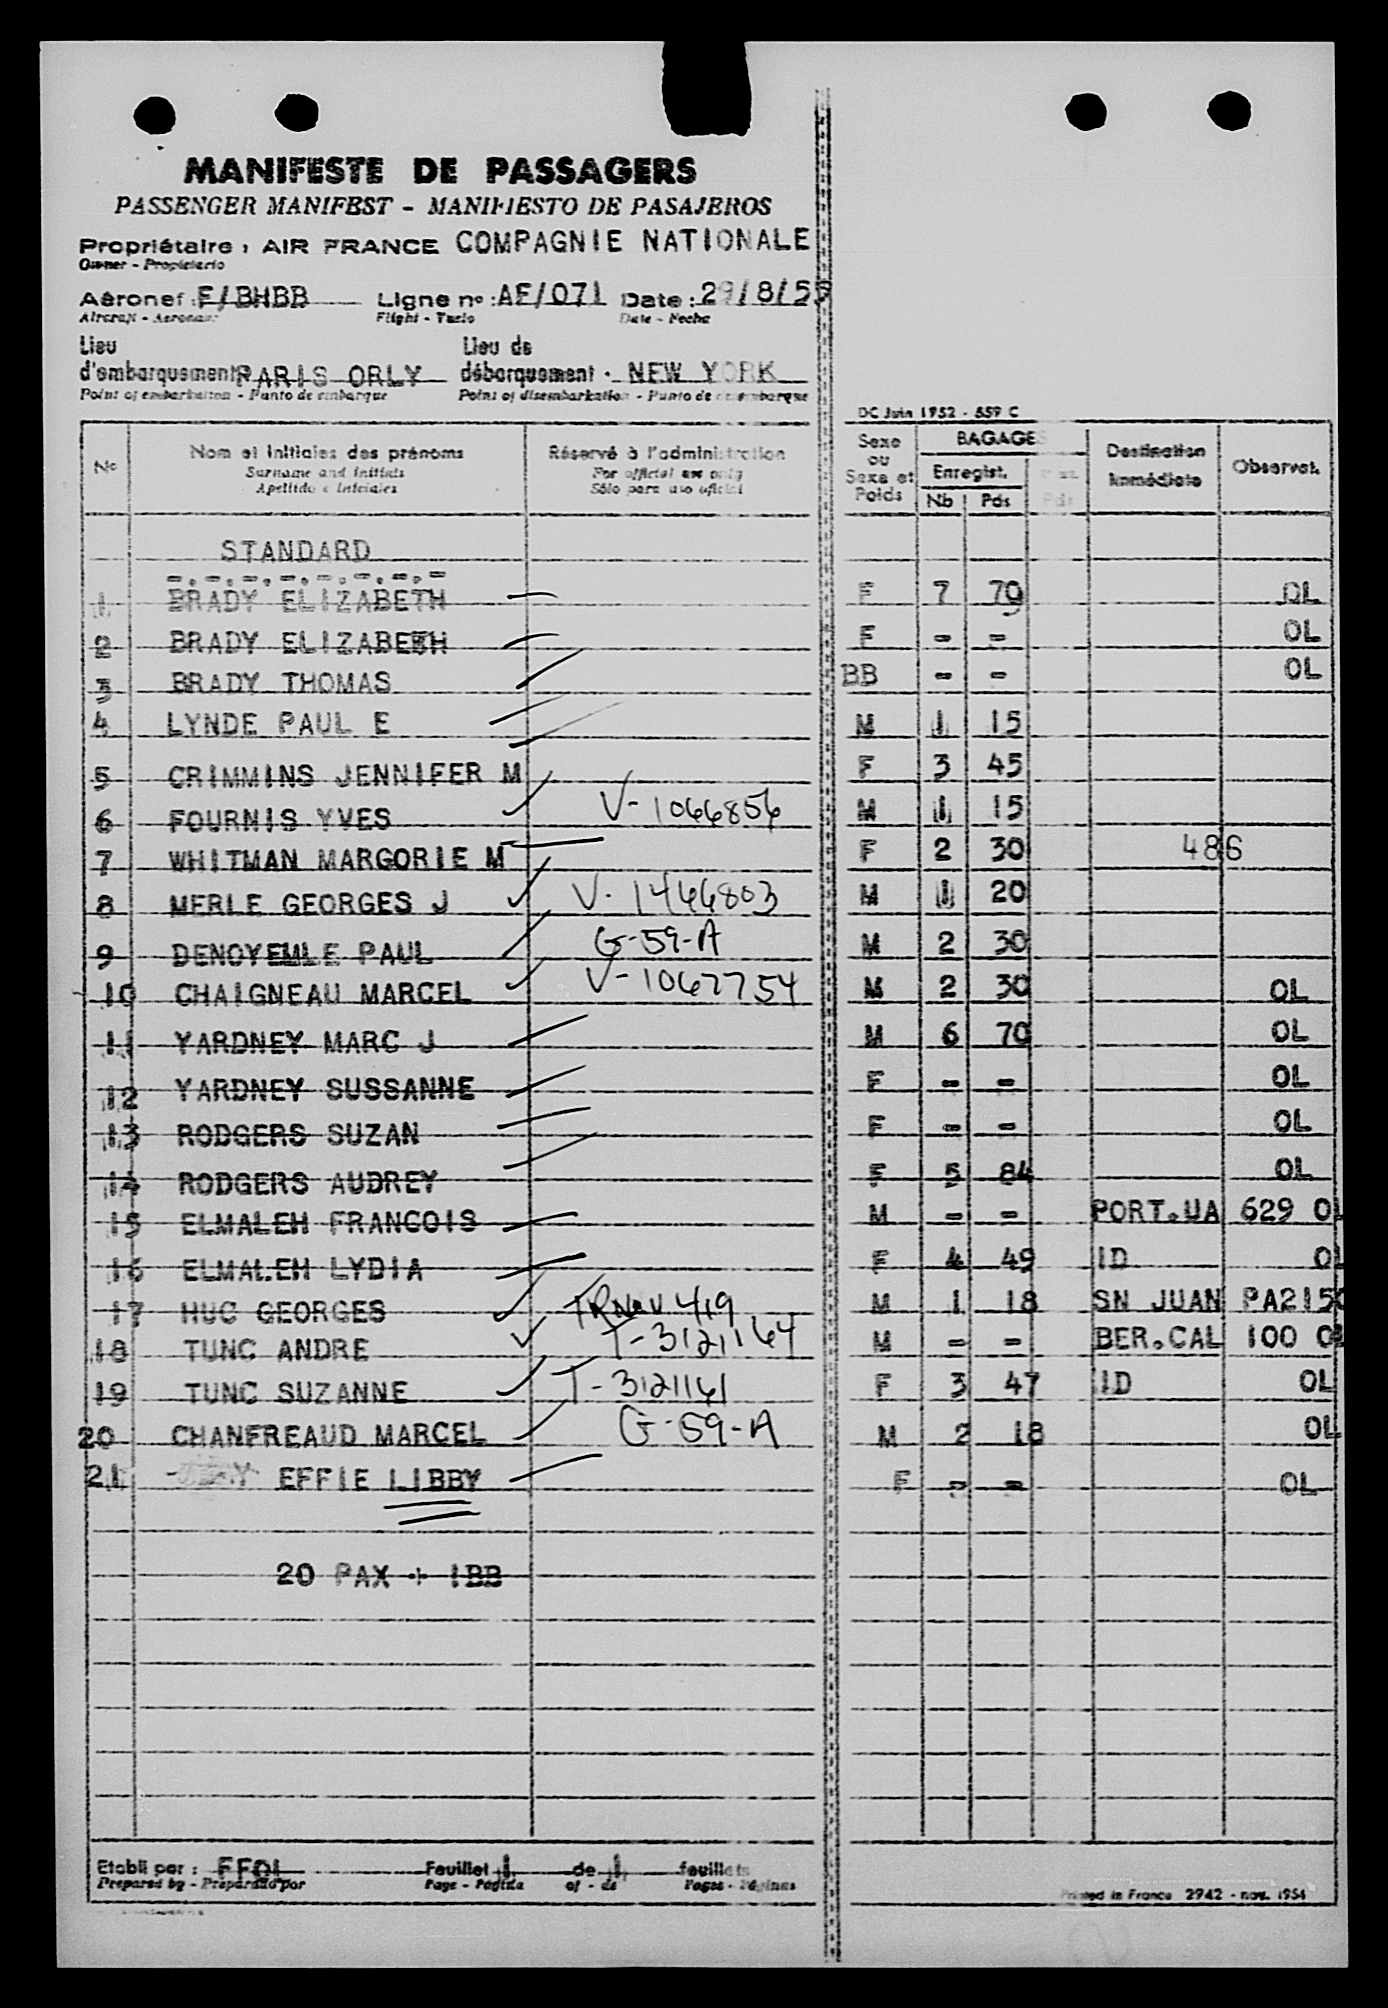 MANIFESTE DE PASSAGERS
PASSENGER MANIFEST - MANIFIESTO DE PASAJEROS
Propriétaire : AIR FRANCE COMPAGNIE NATIONALE
Owner - Propietario
Aéronef : F/BHBB Ligne nº : AF/071 Date : 29/8/55
Aircraft - Aeronave Flight - Vuelo Date - Fecha
Lieu Lieu de
d'embarquement PARIS ORLY débarquement NEW YORK
Point of embarkation - Punto de embarque Point of disembarkation - Punto de desembarque
DC Juin 1952 - 559 C
Nº Nom et initiales des prénoms Réservé à l'administration Sexe ou Sexe et Poids BAGAGES Destination immédiate Observat.
Surname and initials For official use only Enregist.
Apellido e iniciales Sólo para uso oficial Nb Pds Pds
STANDARD
1 BRADY ELIZABETH F 7 70 OL
2 BRADY ELIZABETH F - - OL
3 BRADY THOMAS BB - - OL
4 LYNDE PAUL E M 1 15
5 CRIMMINS JENNIFER M F 3 45
6 FOURNIS YVES V-1066856 M 1 15
7 WHITMAN MARGORIE M F 2 30 486
8 MERLE GEORGES J V-1466803 M 1 20
9 DENOYEMLE PAUL G-59-A M 2 30
10 CHAIGNEAU MARCEL V-1067754 M 2 30 OL
11 YARDNEY MARC J M 6 70 OL
12 YARDNEY SUSSANNE F - - OL
13 RODGERS SUZAN F - - OL
14 RODGERS AUDREY F 5 84 OL
15 ELMALEH FRANCOIS M - - PORT.UA 629 OL
16 ELMALEH LYDIA F 4 49 ID OL
17 HUC GEORGES M 1 18 SN JUAN PA215
18 TUNC ANDRE T-3121164 M - - BER.CAL 100 OL
19 TUNC SUZANNE T-3121161 F 3 47 ID OL
20 CHANFREAUD MARCEL G-59-A M 2 18 OL
21 EFFIE LIBBY F - - OL
20 PAX + 1BB
Etabli par : Feuillet 1 de 1 feuillets
Prepared by - Preparado por Page - Página of - de Pages - Páginas
Printed in France 2942 - nov. 1954